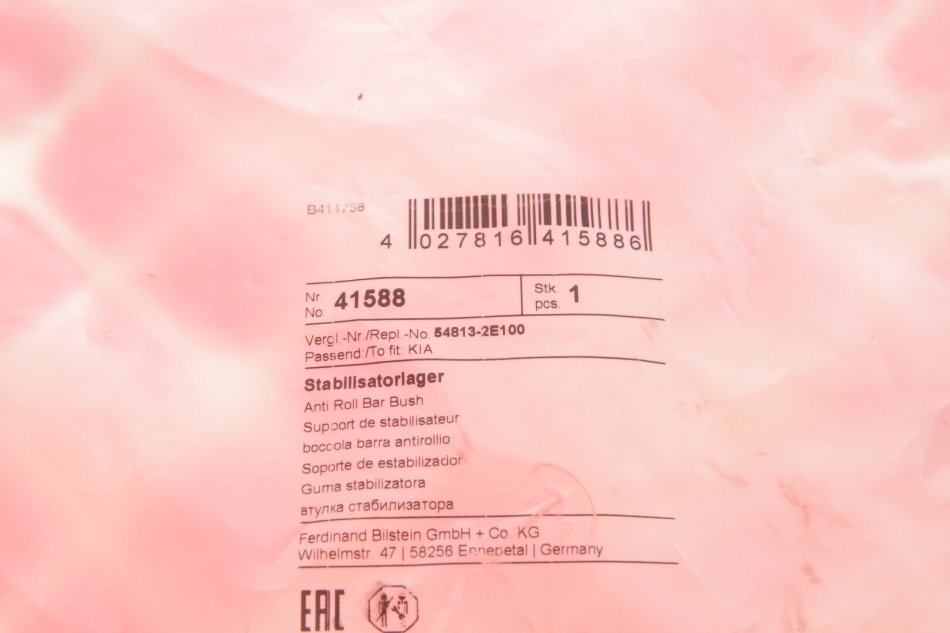 B411758
4 027816 415886
Nr. No. 41588 Stk. pcs. 1
Vergl.-Nr./Repl.-No. 54813-2E100
Passend./To fit: KIA
Stabilisatorlager
Anti Roll Bar Bush
Support de stabilisateur
boccola barra antirollio
Soporte de estabilizador
Guma stabilizatora
втулка стабилизатора
Ferdinand Bilstein GmbH + Co. KG
Wilhelmstr. 47 | 58256 Ennepetal | Germany
EAC